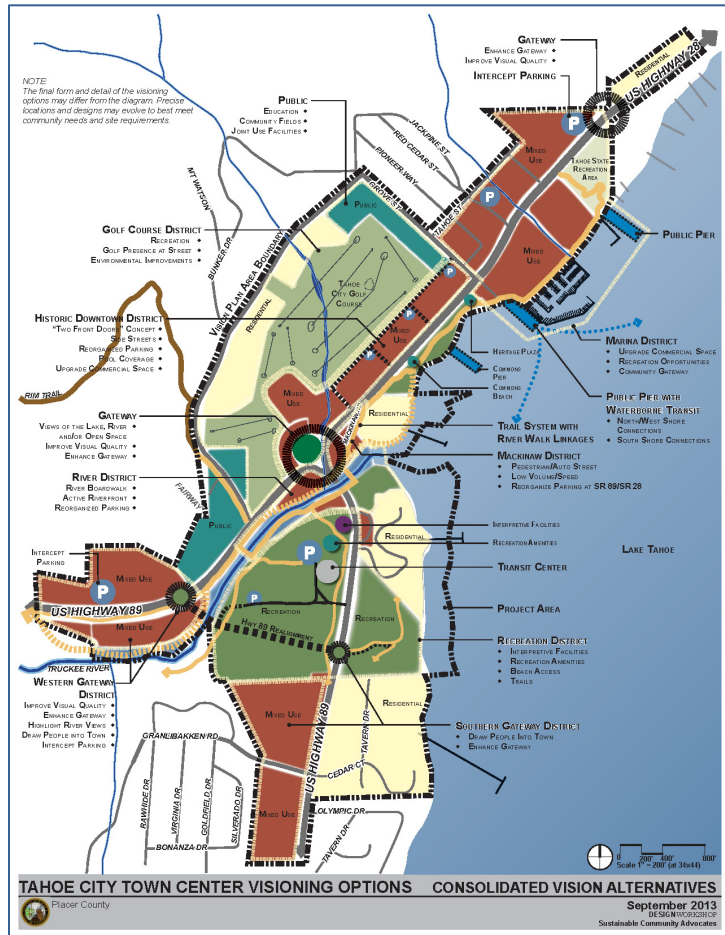 NOTE:
The final form and detail of the visioning
options may differ from the diagram. Precise
locations and designs may evolve to best meet
community needs and site requirements.
GATEWAY
ENHANCE GATEWAY
IMPROVE VISUAL QUALITY
INTERCEPT PARKING
RESIDENTIAL
US HIGHWAY 28
PUBLIC
EDUCATION
COMMUNITY FIELDS
JOINT USE FACILITIES
JACKPINE ST
RED CEDAR ST
PIONEER WAY
P
MIXED
USE
TAHOE STATE
RECREATION
AREA
MT WATSON
BUNKER DR
GROVE ST
TAHOE ST
P
PUBLIC
PUBLIC PIER
GOLF COURSE DISTRICT
RECREATION
GOLF PRESENCE AT STREET
ENVIRONMENTAL IMPROVEMENTS
VISION PLAN AREA BOUNDARY
RESIDENTIAL
TAHOE
CITY GOLF
COURSE
MIXED
USE
P
P
P
P
MIXED
USE
HISTORIC DOWNTOWN DISTRICT
"TWO FRONT DOORS" CONCEPT
SIDE STREETS
REORGANIZED PARKING
POOL COVERAGE
UPGRADE COMMERCIAL SPACE
RIM TRAIL
HERITAGE PLAZA
COMMONS
PIER
COMMONS
BEACH
MARINA DISTRICT
UPGRADE COMMERCIAL SPACE
RECREATION OPPORTUNITIES
COMMUNITY GATEWAY
PUBLIC PIER WITH
WATERBORNE TRANSIT
NORTH/WEST SHORE
CONNECTIONS
SOUTH SHORE CONNECTIONS
MIXED
USE
MACKINAW
RESIDENTIAL
GATEWAY
VIEWS OF THE LAKE, RIVER
AND/OR OPEN SPACE
IMPROVE VISUAL QUALITY
ENHANCE GATEWAY
TRAIL SYSTEM WITH
RIVER WALK LINKAGES
MACKINAW DISTRICT
PEDESTRIAN/AUTO STREET
LOW VOLUME/SPEED
REORGANIZE PARKING AT SR 89/SR 28
RIVER DISTRICT
RIVER BOARDWALK
ACTIVE RIVERFRONT
REORGANIZED PARKING
FAIRWAY
PUBLIC
INTERPRETIVE FACILITIES
RECREATION AMENITIES
RESIDENTIAL
TRANSIT CENTER
LAKE TAHOE
INTERCEPT
PARKING
P
MIXED USE
US HIGHWAY 89
MIXED USE
P
P
RECREATION
RECREATION
HWY 89 REALIGNMENT
PROJECT AREA
RECREATION DISTRICT
INTERPRETIVE FACILITIES
RECREATION AMENITIES
BEACH ACCESS
TRAILS
TRUCKEE RIVER
WESTERN GATEWAY
DISTRICT
IMPROVE VISUAL QUALITY
ENHANCE GATEWAY
HIGHLIGHT RIVER VIEWS
DRAW PEOPLE INTO TOWN
INTERCEPT PARKING
RESIDENTIAL
MIXED USE
US HIGHWAY 89
TAVERN DR
SOUTHERN GATEWAY DISTRICT
DRAW PEOPLE INTO TOWN
ENHANCE GATEWAY
GRANLIBAKKEN RD
CEDAR CT
RAWHIDE DR
VIRGINIA DR
GOLDFIELD DR
SILVERADO DR
BONANZA DR
MIXED USE
OLYMPIC DR
TAVERN DR
0 200' 400' 800'
Scale 1" = 200' (at 34x44)
TAHOE CITY TOWN CENTER VISIONING OPTIONS CONSOLIDATED VISION ALTERNATIVES
Placer County
September 2013
DESIGNWORKSHOP
Sustainable Community Advocates